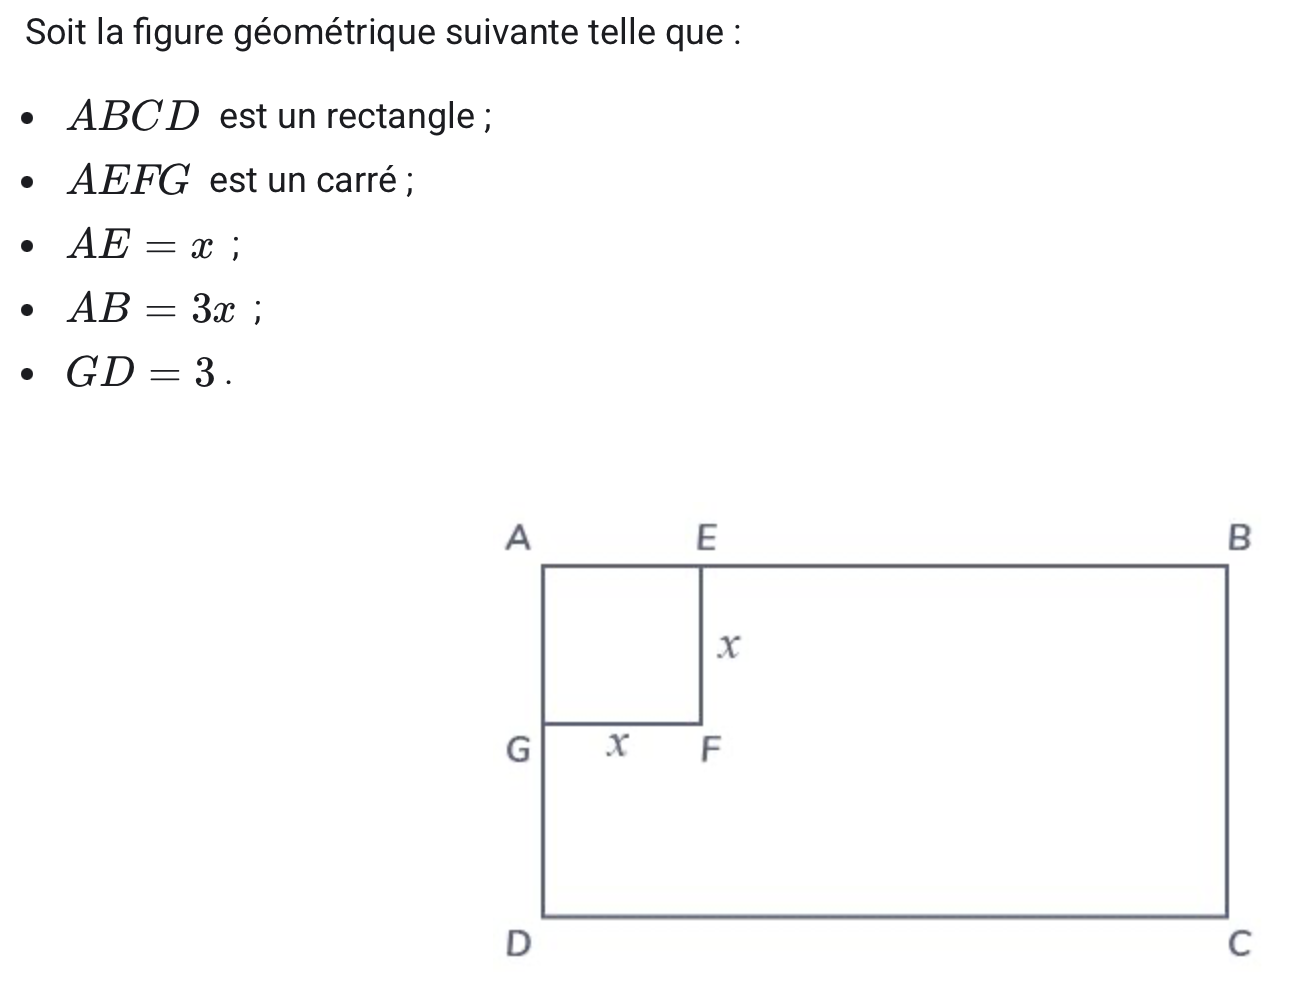 Soit la figure géométrique suivante telle que :
• ABCD est un rectangle ;
• AEFG est un carré ;
• AE = x ;
• AB = 3x ;
• GD = 3 .
A E B
x
G x F
D C